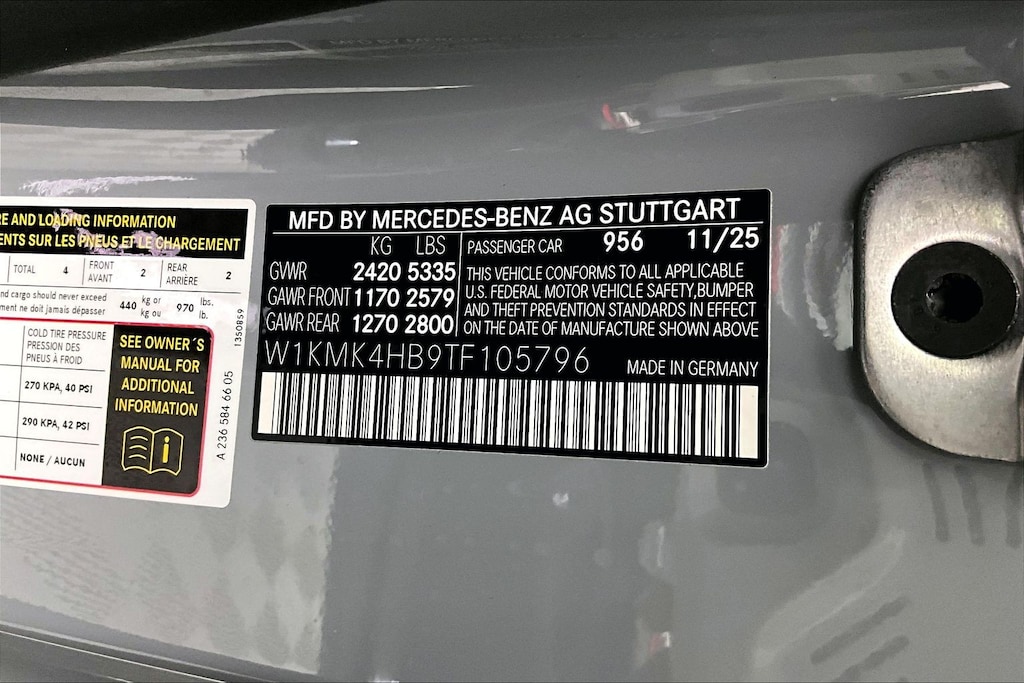 RE AND LOADING INFORMATION
ENTS SUR LES PNEUS ET LE CHARGEMENT
TOTAL 4 FRONT AVANT 2 REAR ARRIÈRE 2
nd cargo should never exceed
ment ne doit jamais dépasser
440 kg or kg ou 970 lbs. lb.
COLD TIRE PRESSURE
PRESSION DES
PNEUS À FROID
270 KPA, 40 PSI
290 KPA, 42 PSI
NONE / AUCUN
SEE OWNER´S
MANUAL FOR
ADDITIONAL
INFORMATION
1350859
A 236 584 66 05
MFD BY MERCEDES-BENZ AG STUTTGART
KG LBS
GVWR 2420 5335
GAWR FRONT 1170 2579
GAWR REAR 1270 2800
PASSENGER CAR 956 11/25
THIS VEHICLE CONFORMS TO ALL APPLICABLE
U.S. FEDERAL MOTOR VEHICLE SAFETY,BUMPER
AND THEFT PREVENTION STANDARDS IN EFFECT
ON THE DATE OF MANUFACTURE SHOWN ABOVE
W1KMK4HB9TF105796 MADE IN GERMANY